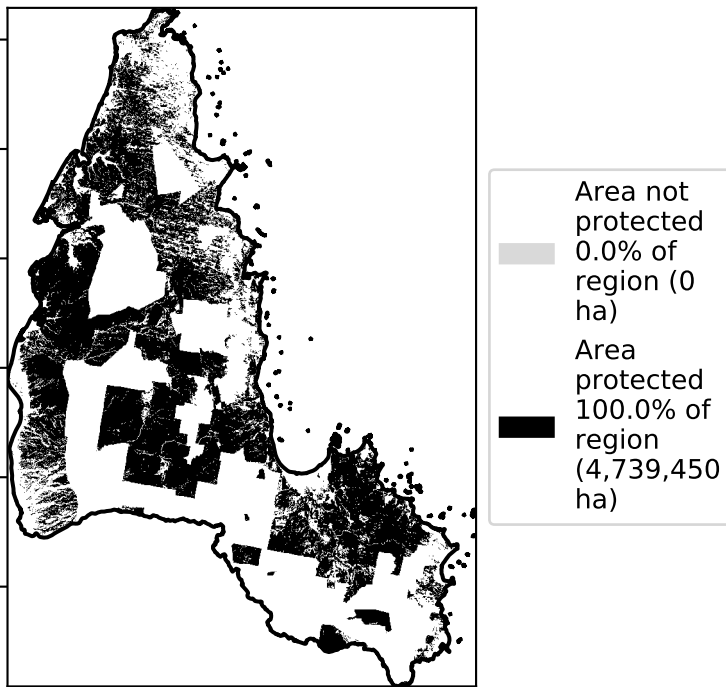 Area not
protected
0.0% of
region (0
ha)
Area
protected
100.0% of
region
(4,739,450
ha)